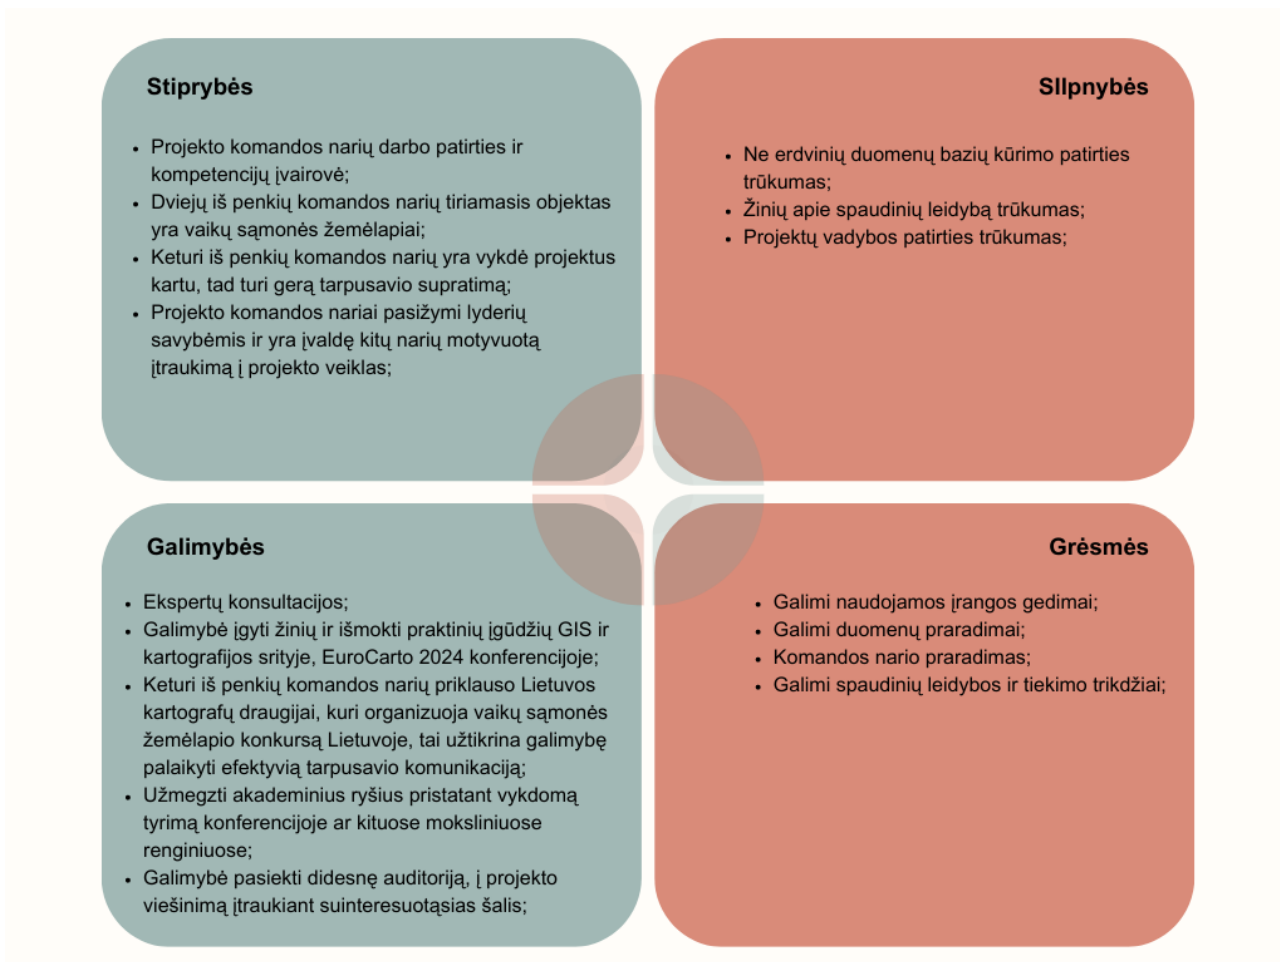 Stiprybės
• Projekto komandos narių darbo patirties ir
kompetencijų įvairovė;
• Dviejų iš penkių komandos narių tiriamasis objektas
yra vaikų sąmonės žemėlapiai;
• Keturi iš penkių komandos narių yra vykdė projektus
kartu, tad turi gerą tarpusavio supratimą;
• Projekto komandos nariai pasižymi lyderių
savybėmis ir yra įvaldę kitų narių motyvuotą
įtraukimą į projekto veiklas;
SIlpnybės
• Ne erdvinių duomenų bazių kūrimo patirties
trūkumas;
• Žinių apie spaudinių leidybą trūkumas;
• Projektų vadybos patirties trūkumas;
Galimybės
• Ekspertų konsultacijos;
• Galimybė įgyti žinių ir išmokti praktinių įgūdžių GIS ir
kartografijos srityje, EuroCarto 2024 konferencijoje;
• Keturi iš penkių komandos narių priklauso Lietuvos
kartografų draugijai, kuri organizuoja vaikų sąmonės
žemėlapio konkursą Lietuvoje, tai užtikrina galimybę
palaikyti efektyvią tarpusavio komunikaciją;
• Užmegzti akademinius ryšius pristatant vykdomą
tyrimą konferencijoje ar kituose moksliniuose
renginiuose;
• Galimybė pasiekti didesnę auditoriją, į projekto
viešinimą įtraukiant suinteresuotąsias šalis;
Grėsmės
• Galimi naudojamos įrangos gedimai;
• Galimi duomenų praradimai;
• Komandos nario praradimas;
• Galimi spaudinių leidybos ir tiekimo trikdžiai;